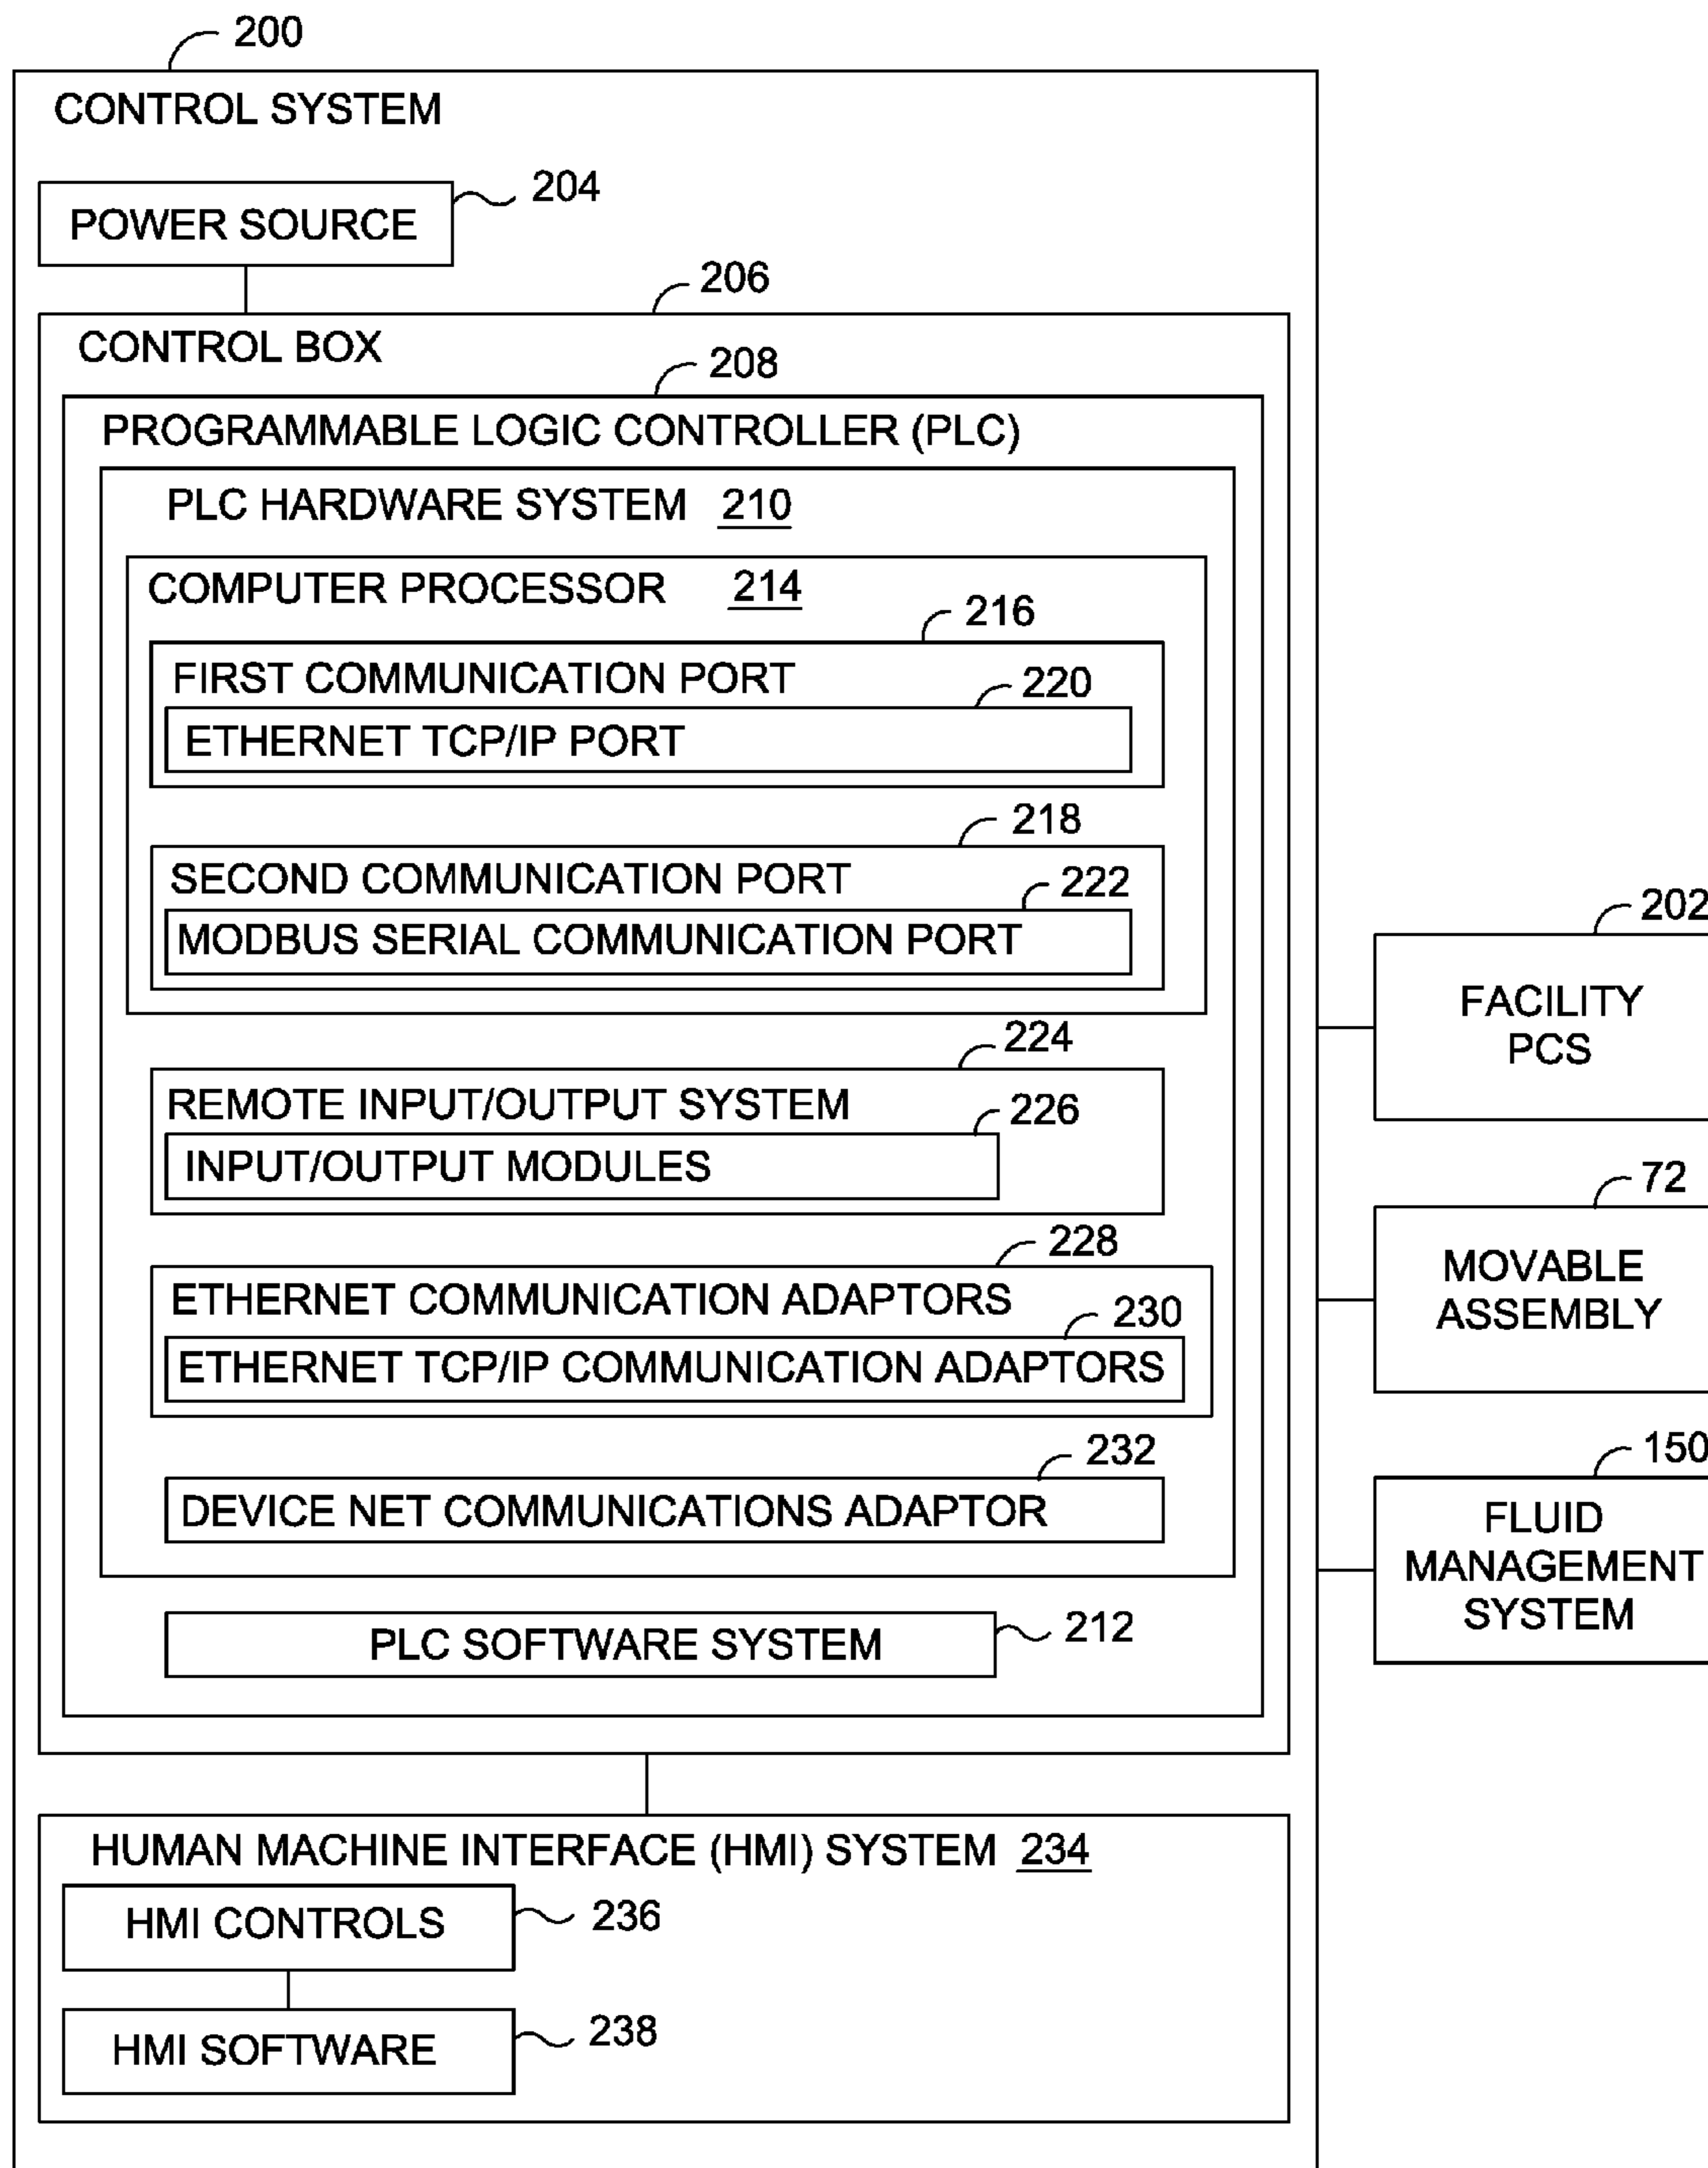 200
CONTROL SYSTEM
204
POWER SOURCE
206
CONTROL BOX
208
PROGRAMMABLE LOGIC CONTROLLER (PLC)
PLC HARDWARE SYSTEM 210
COMPUTER PROCESSOR 214
216
FIRST COMMUNICATION PORT
220
ETHERNET TCP/IP PORT
218
SECOND COMMUNICATION PORT
222
MODBUS SERIAL COMMUNICATION PORT
224
REMOTE INPUT/OUTPUT SYSTEM
226
INPUT/OUTPUT MODULES
228
ETHERNET COMMUNICATION ADAPTORS
230
ETHERNET TCP/IP COMMUNICATION ADAPTORS
232
DEVICE NET COMMUNICATIONS ADAPTOR
PLC SOFTWARE SYSTEM
212
HUMAN MACHINE INTERFACE (HMI) SYSTEM 234
HMI CONTROLS
236
HMI SOFTWARE
238
202
FACILITY
PCS
72
MOVABLE
ASSEMBLY
150
FLUID
MANAGEMENT
SYSTEM